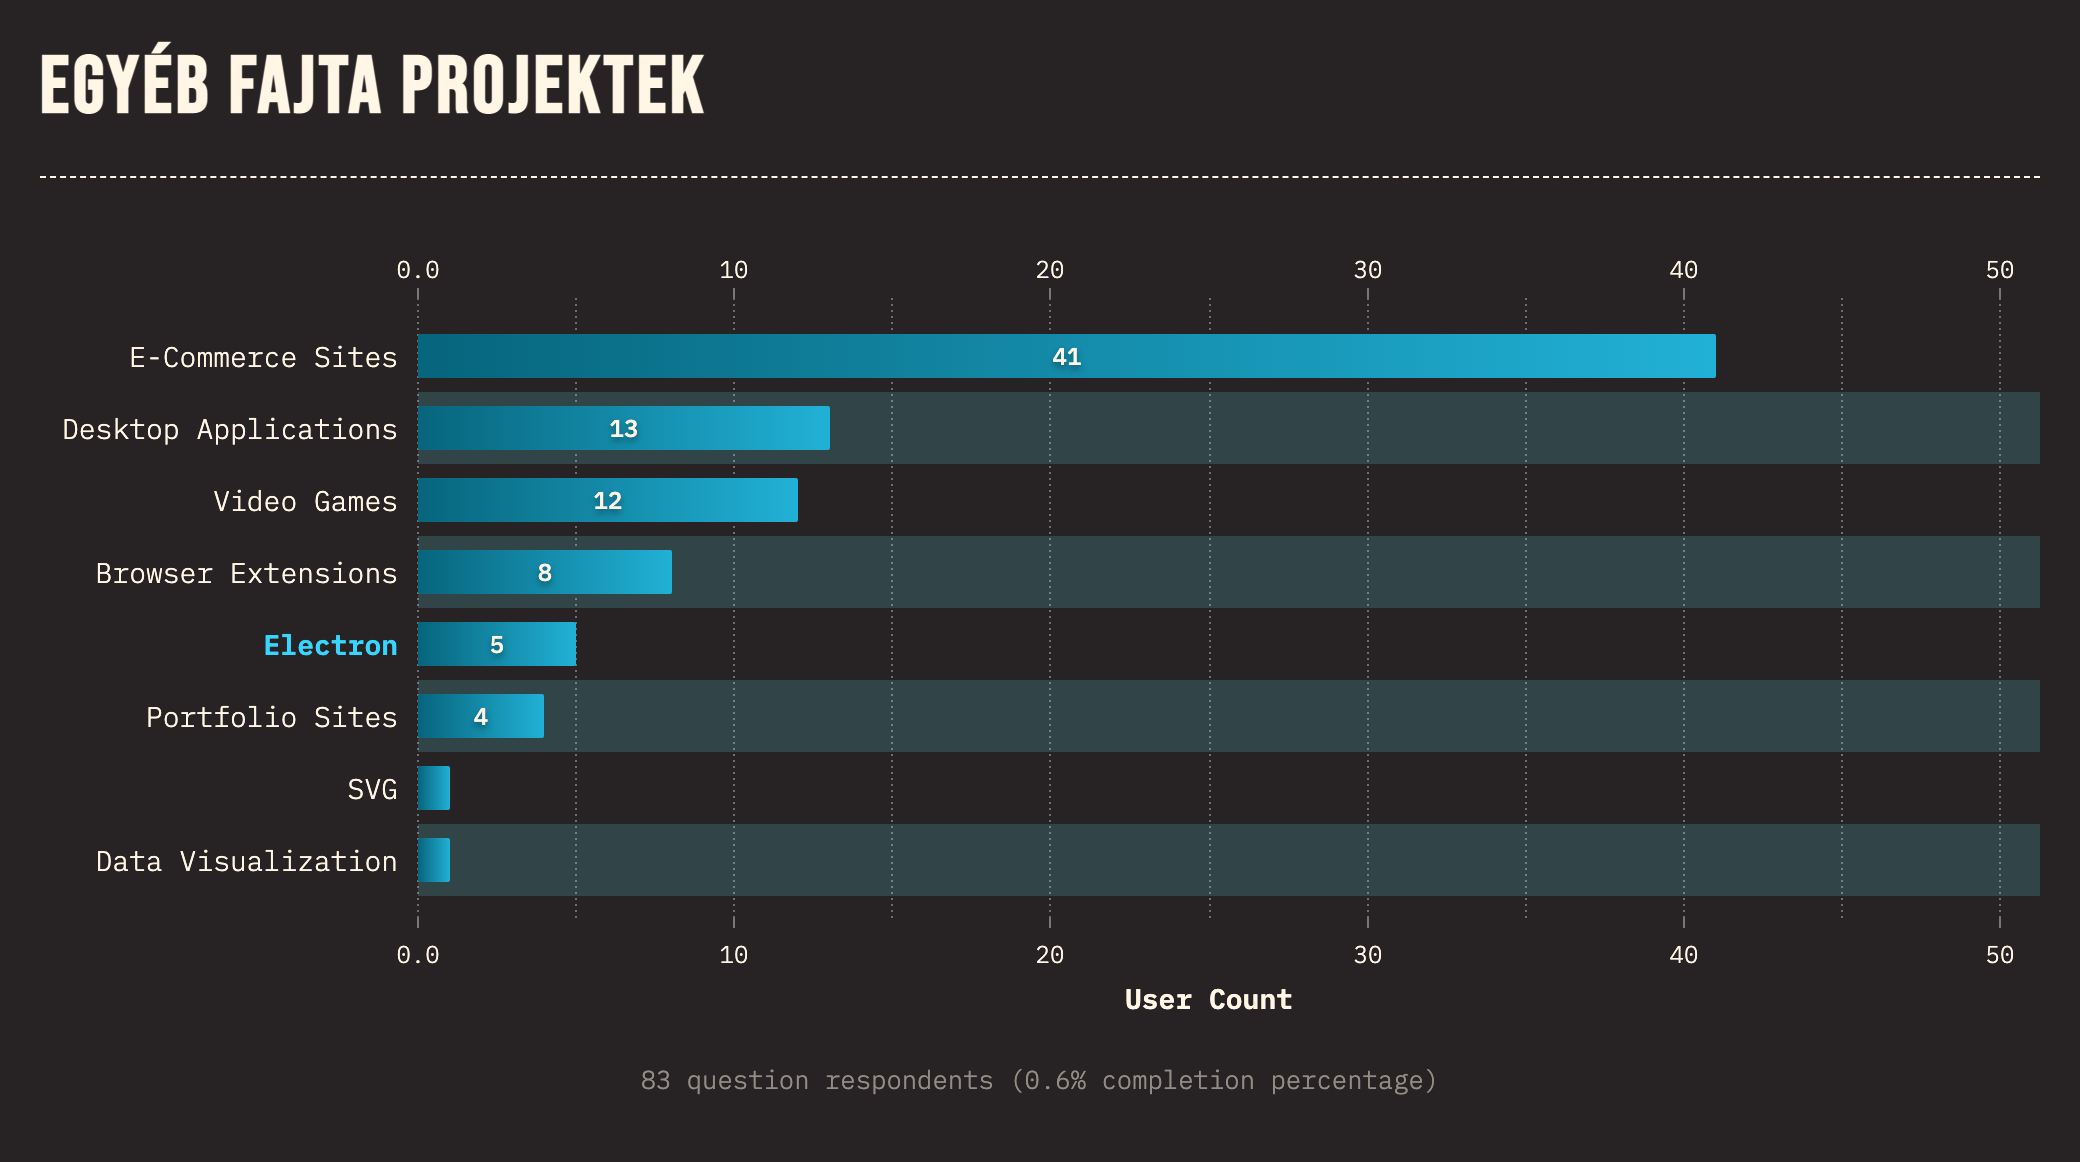 EGYÉB FAJTA PROJEKTEK
0.0 10 20 30 40 50
E-Commerce Sites 41
Desktop Applications 13
Video Games 12
Browser Extensions 8
Electron 5
Portfolio Sites 4
SVG
Data Visualization
0.0 10 20 30 40 50
User Count
83 question respondents (0.6% completion percentage)